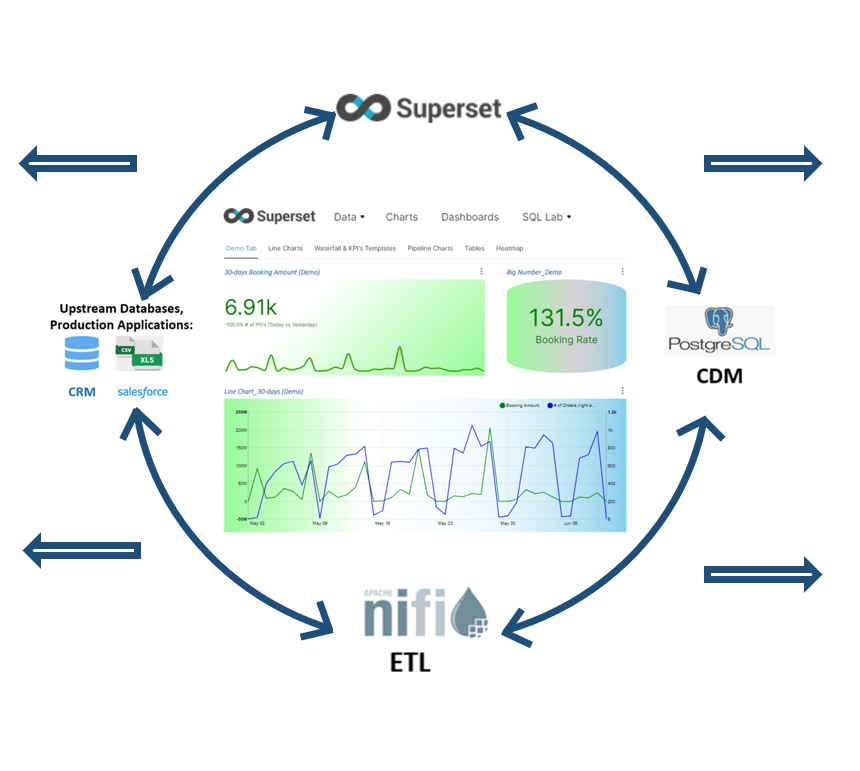 Superset
Superset Data Charts Dashboards SQL Lab
Demo Tab Line Charts Waterfall & KPI's Templates Pipeline Charts Tables Heatmap
30-days Booking Amount (Demo)
Big Number_Demo
6.91k
-100.0% # of PO's (Today vs Yesterday)
131.5%
Booking Rate
Upstream Databases,
Production Applications:
CSV
XLS
CRM
salesforce
PostgreSQL
CDM
Line Chart_30-days (Demo)
Booking Amount # of Orders (right a...
250M 1.2k
200M 1k
150M 800
100M 600
50M 400
0 200
-50M 0
May 02 May 09 May 16 May 23 May 30 Jun 06
APACHE
nifi
ETL